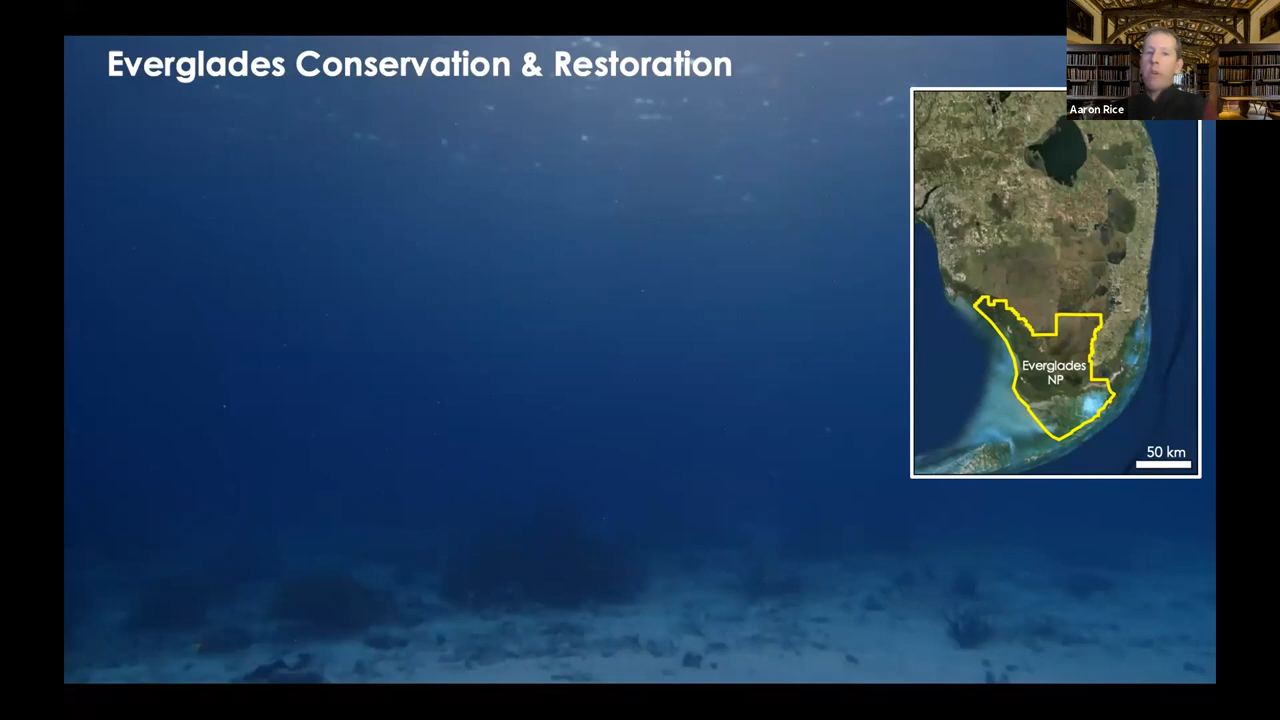 Everglades Conservation & Restoration
Aaron Rice
Everglades
NP
50 km